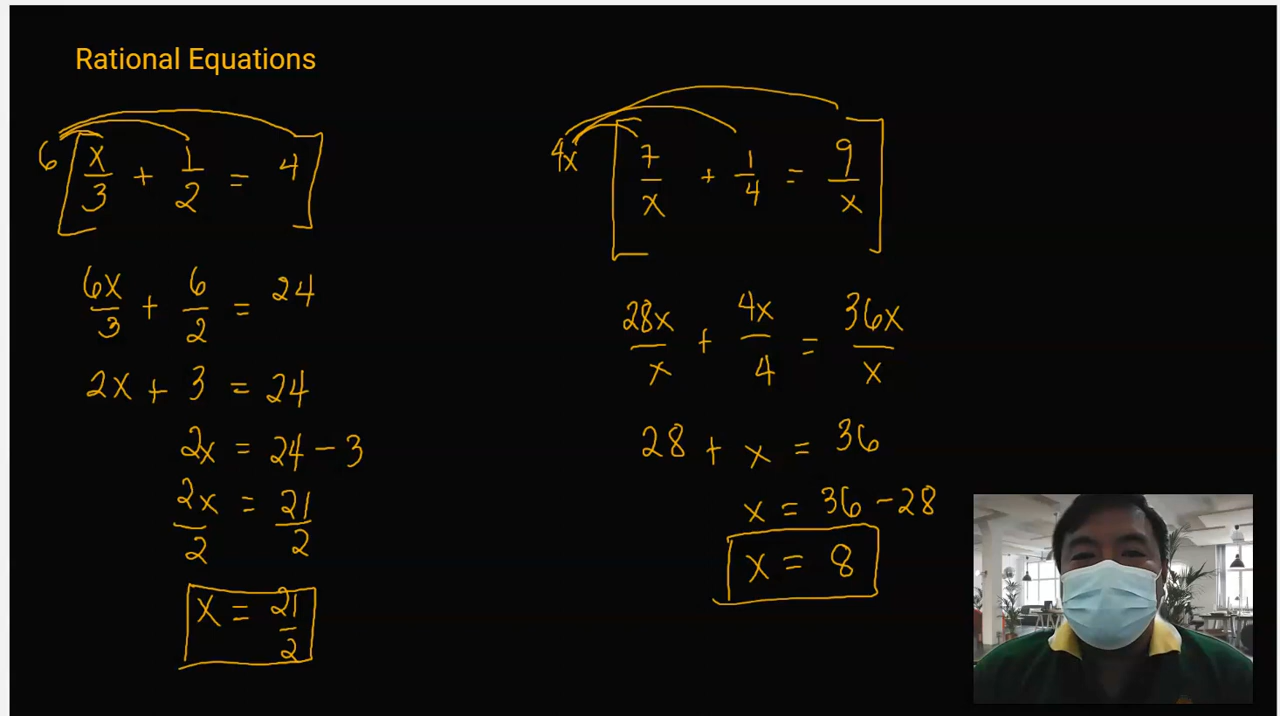 Rational Equations
6 [x/3 + 1/2 = 4]
6x/3 + 6/2 = 24
2x + 3 = 24
2x = 24 - 3
2x/2 = 21/2
x = 21/2
4x [7/x + 1/4 = 9/x]
28x/x + 4x/4 = 36x/x
28 + x = 36
x = 36 - 28
x = 8